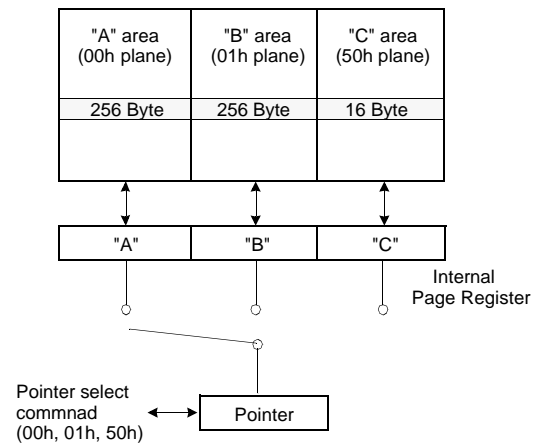 "A" area
(00h plane)
"B" area
(01h plane)
"C" area
(50h plane)
256 Byte
256 Byte
16 Byte
"A"
"B"
"C"
Internal
Page Register
Pointer select
commnad
(00h, 01h, 50h)
Pointer